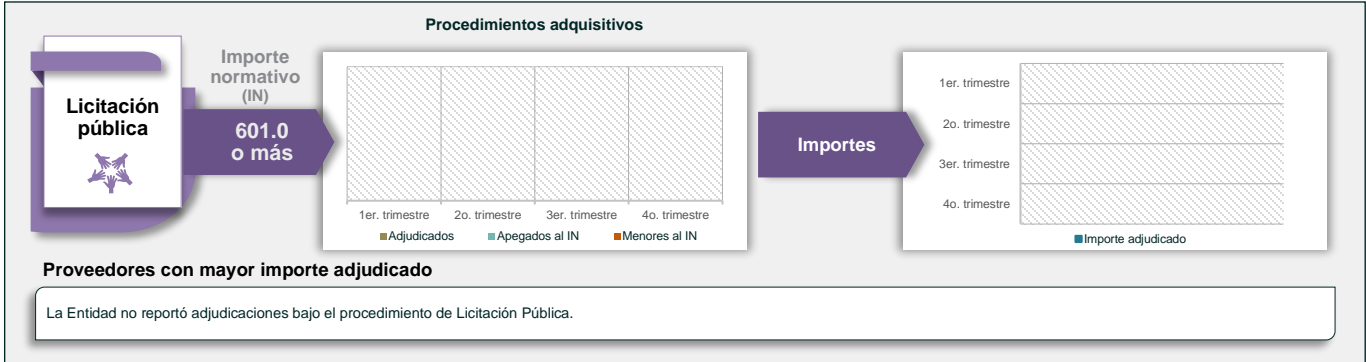 Procedimientos adquisitivos
Licitación
pública
Importe
normativo
(IN)
601.0
o más
1er. trimestre 2o. trimestre 3er. trimestre 4o. trimestre
Adjudicados Apegados al IN Menores al IN
Importes
1er. trimestre
2o. trimestre
3er. trimestre
4o. trimestre
Importe adjudicado
Proveedores con mayor importe adjudicado
La Entidad no reportó adjudicaciones bajo el procedimiento de Licitación Pública.